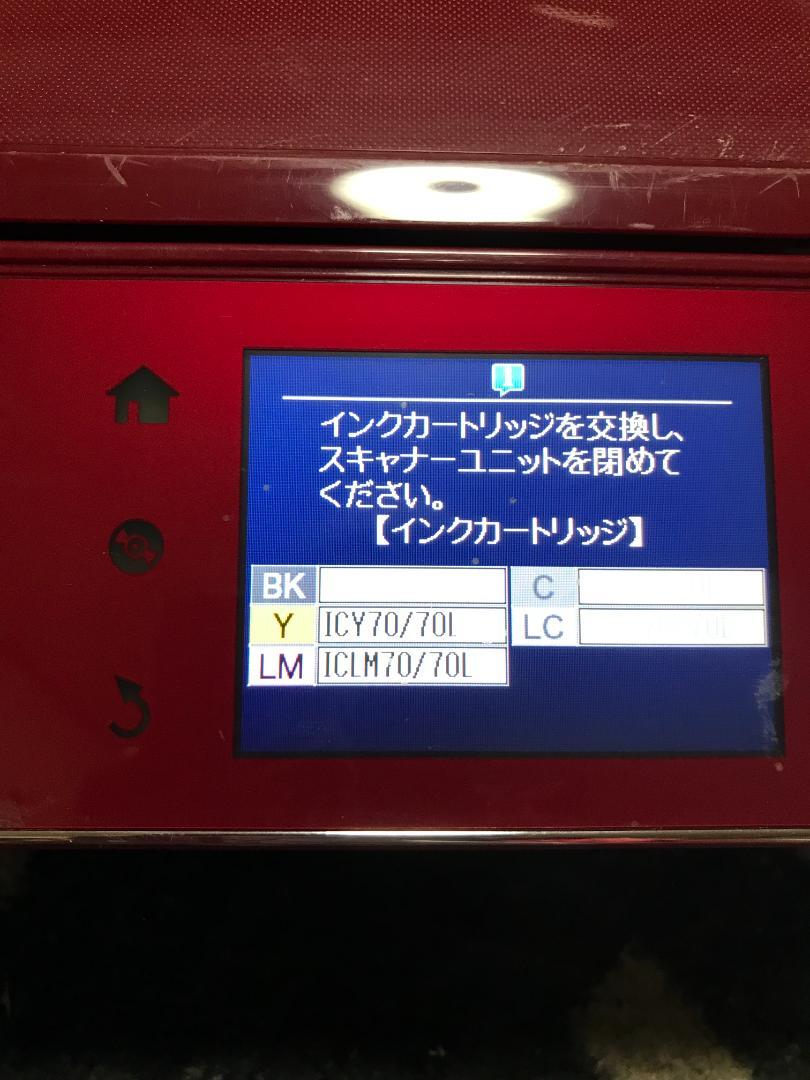 インクカートリッジを交換し、
スキャナーユニットを閉めて
ください。
【インクカートリッジ】
BK C
Y ICY70/70L LC
LM ICLM70/70L